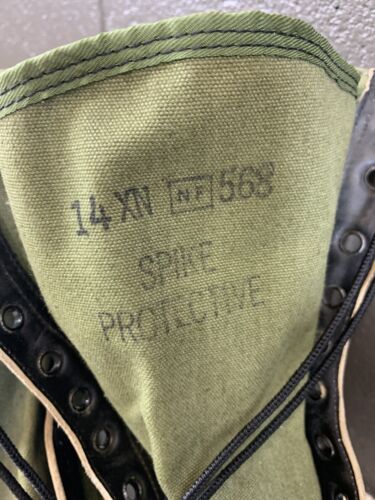 14 XN NF 568
SPIKE
PROTECTIVE